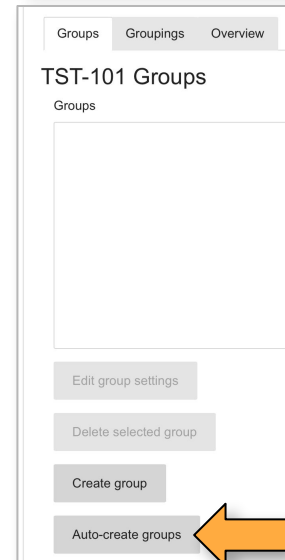 Groups Groupings Overview
TST-101 Groups
Groups
Edit group settings
Delete selected group
Create group
Auto-create groups